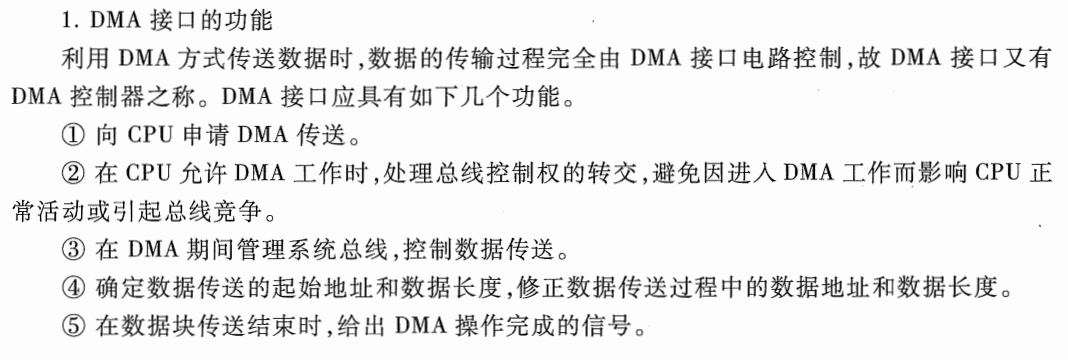 1. DMA 接口的功能
利用 DMA 方式传送数据时,数据的传输过程完全由 DMA 接口电路控制,故 DMA 接口又有
DMA 控制器之称。DMA 接口应具有如下几个功能。
① 向 CPU 申请 DMA 传送。
② 在 CPU 允许 DMA 工作时,处理总线控制权的转交,避免因进入 DMA 工作而影响 CPU 正
常活动或引起总线竞争。
③ 在 DMA 期间管理系统总线,控制数据传送。
④ 确定数据传送的起始地址和数据长度,修正数据传送过程中的数据地址和数据长度。
⑤ 在数据块传送结束时,给出 DMA 操作完成的信号。